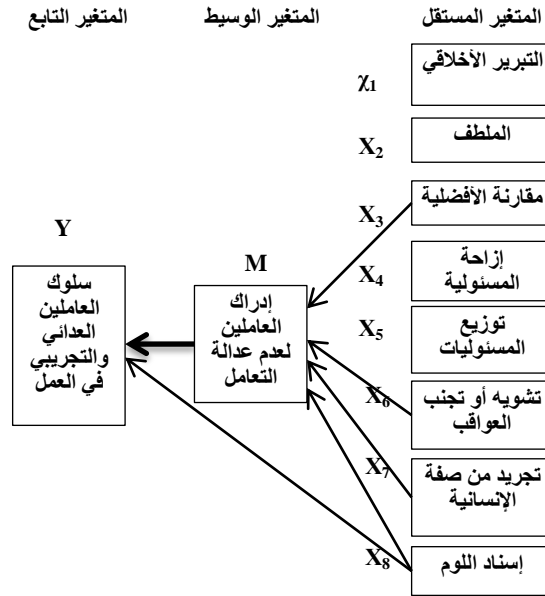 المتغير المستقل
المتغير الوسيط
المتغير التابع
التبرير الأخلاقي
χ1
الملطف
X2
مقارنة الأفضلية
X3
إزاحة
المسئولية
X4
توزيع
المسئوليات
X5
تشويه أو تجنب
العواقب
X6
تجريد من صفة
الإنسانية
X7
إسناد اللوم
X8
M
إدراك
العاملين
لعدم عدالة
التعامل
Y
سلوك
العاملين
العدائي
والتجريبي
في العمل